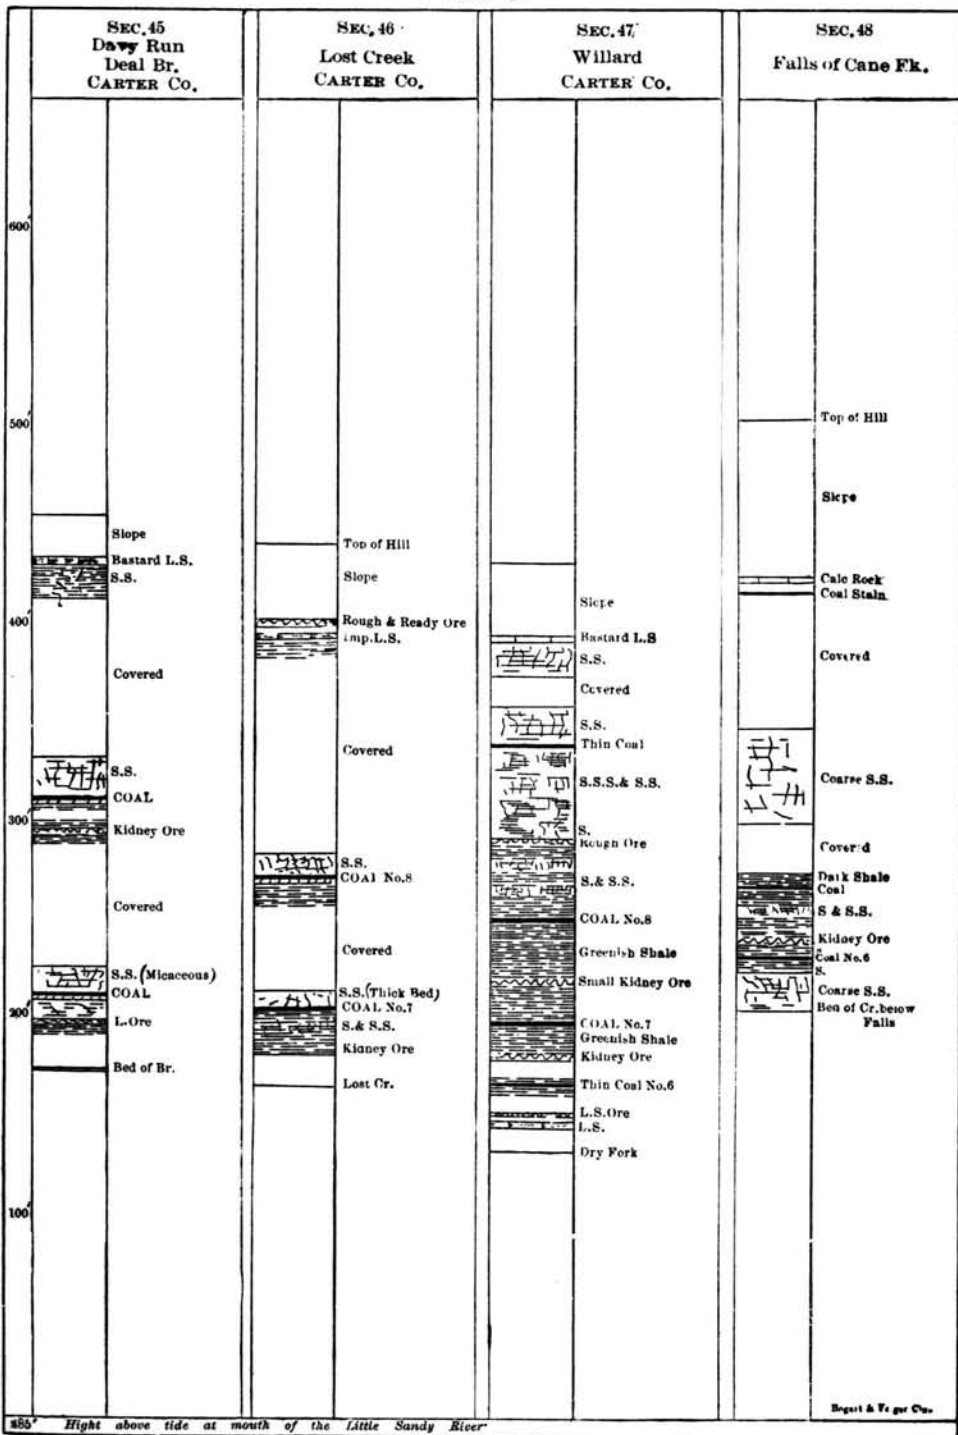 SEC. 45
Davy Run
Deal Br.
CARTER Co.
SEC. 46
Lost Creek
CARTER Co.
SEC. 47
Willard
CARTER Co.
SEC. 48
Falls of Cane Fk.
600'
500'
400'
300'
200'
100'
Slope
Bastard L.S.
S.S.
Covered
S.S.
COAL
Kidney Ore
Covered
S.S. (Micaceous)
COAL
L. Ore
Bed of Br.
Top of Hill
Slope
Rough & Ready Ore
Imp. L.S.
Covered
S.S.
COAL No. 8
Covered
S.S. (Thick Bed)
COAL No. 7
S. & S.S.
Kidney Ore
Lost Cr.
Slope
Bastard L.S
S.S.
Covered
S.S.
Thin Coal
S.S.S. & S.S.
S.
Rough Ore
S. & S.S.
COAL No. 8
Greenish Shale
Small Kidney Ore
COAL No. 7
Greenish Shale
Kidney Ore
Thin Coal No. 6
L.S. Ore
L.S.
Dry Fork
Top of Hill
Slope
Calc Rock
Coal Stain
Covered
Coarse S.S.
Covered
Dark Shale
Coal
S & S.S.
Kidney Ore
S.
Coal No. 6
S.
Coarse S.S.
Bed of Cr. below
Falls
Hight above tide at mouth of the Little Sandy River